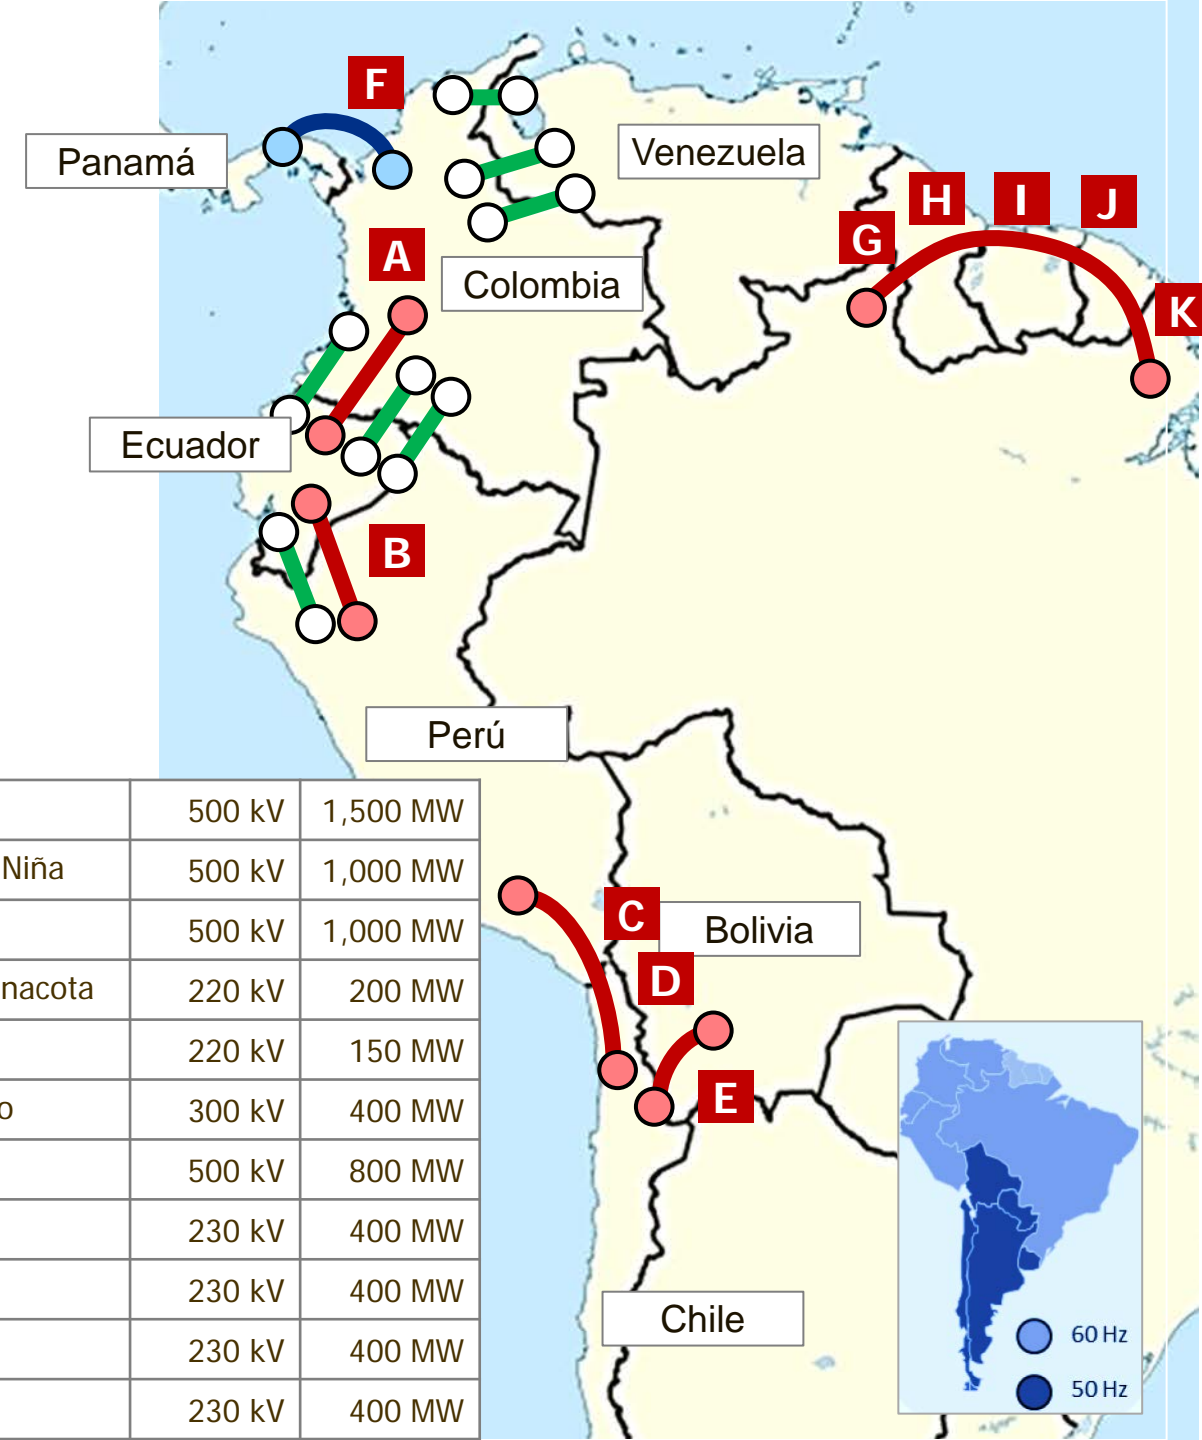 F
Panamá
Venezuela
H
I
J
G
A
Colombia
K
Ecuador
B
Perú
500 kV 1,500 MW
Niña 500 kV 1,000 MW
500 kV 1,000 MW
nacota 220 kV 200 MW
220 kV 150 MW
o 300 kV 400 MW
500 kV 800 MW
230 kV 400 MW
230 kV 400 MW
230 kV 400 MW
230 kV 400 MW
C
Bolivia
D
E
Chile
60 Hz
50 Hz